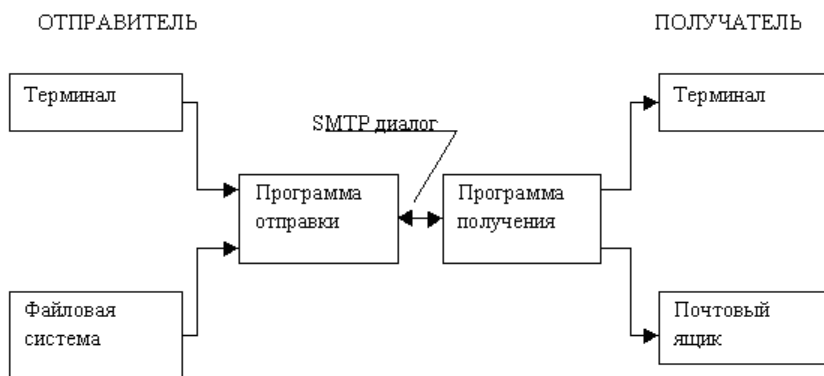 ОТПРАВИТЕЛЬ
ПОЛУЧАТЕЛЬ
Терминал
Терминал
SMTP диалог
Программа
отправки
Программа
получения
Файловая
система
Почтовый
ящик